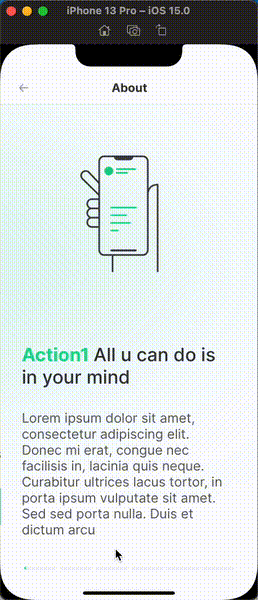 iPhone 13 Pro – iOS 15.0
About
Action1 All u can do is
in your mind
Lorem ipsum dolor sit amet,
consectetur adipiscing elit.
Donec mi erat, congue nec
facilisis in, lacinia quis neque.
Curabitur ultrices lacus tortor, in
porta ipsum vulputate sit amet.
Sed sed porta nulla. Duis et
dictum arcu